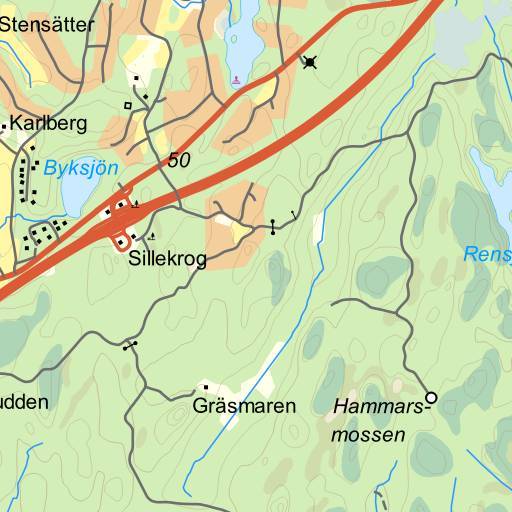 Stensätter
Karlberg
50
Byksjön
Sillekrog
Rens
udden
Gräsmaren
Hammars-
mossen